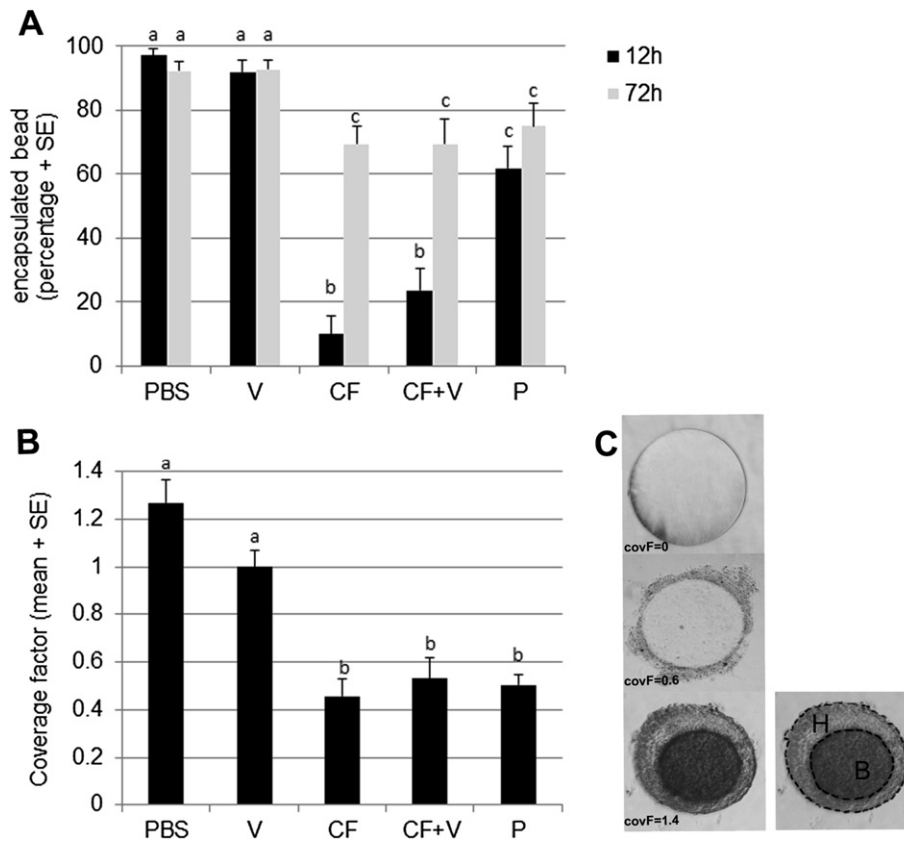 A
encapsulated bead
(percentage + SE)
100
80
60
40
20
0
a a a a b c b c c c
PBS V CF CF+V P
12h
72h
B
Coverage factor (mean + SE)
1.4
1.2
1
0.8
0.6
0.4
0.2
0
a a b b b
PBS V CF CF+V P
C
covF=0
covF=0.6
covF=1.4
H
B